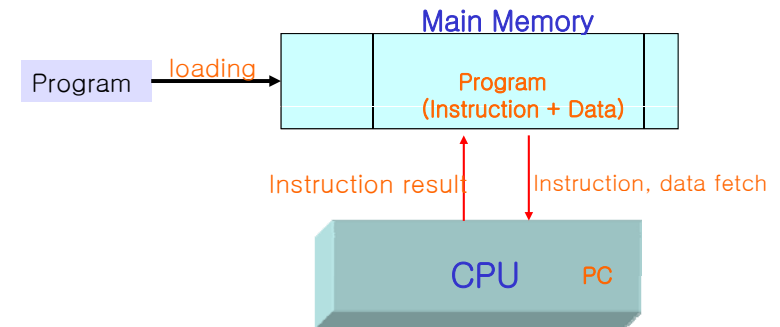 Main Memory
Program
loading
Program
(Instruction + Data)
Instruction result
Instruction, data fetch
CPU
PC